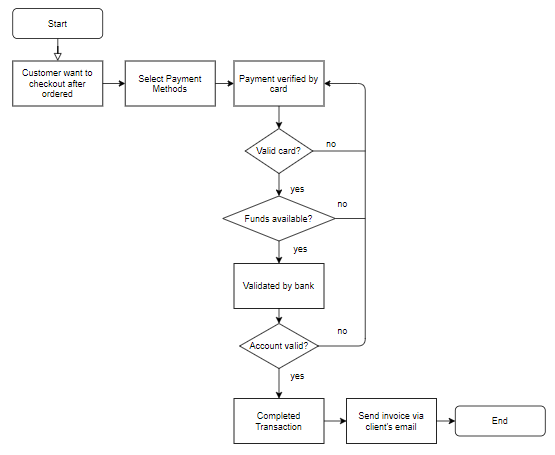 Start
Customer want to
checkout after
ordered
Select Payment
Methods
Payment verified by
card
Valid card?
no
yes
Funds available?
no
yes
Validated by bank
Account valid?
no
yes
Completed
Transaction
Send invoice via
client's email
End